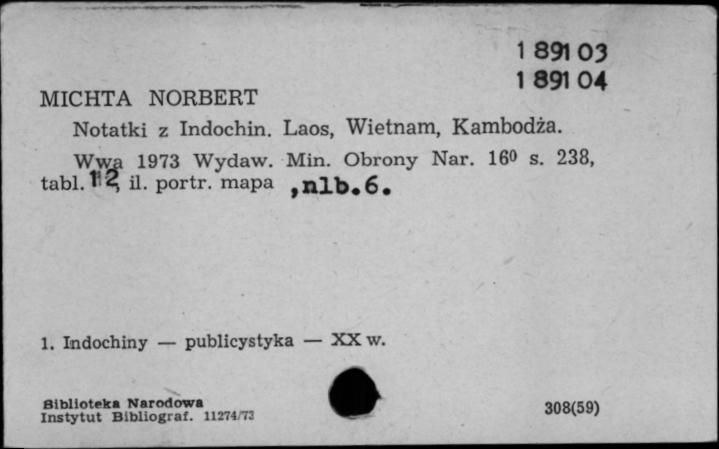 1 891 03
1 891 04
MICHTA NORBERT
Notatki z Indochin. Laos, Wietnam, Kambodża.
Wwa 1973 Wydaw. Min. Obrony Nar. 16⁰ s. 238,
tabl. 12, il. portr. mapa ,nlb.6.
1. Indochiny — publicystyka — XX w.
Biblioteka Narodowa
Instytut Bibliograf. 11274/73
308(59)